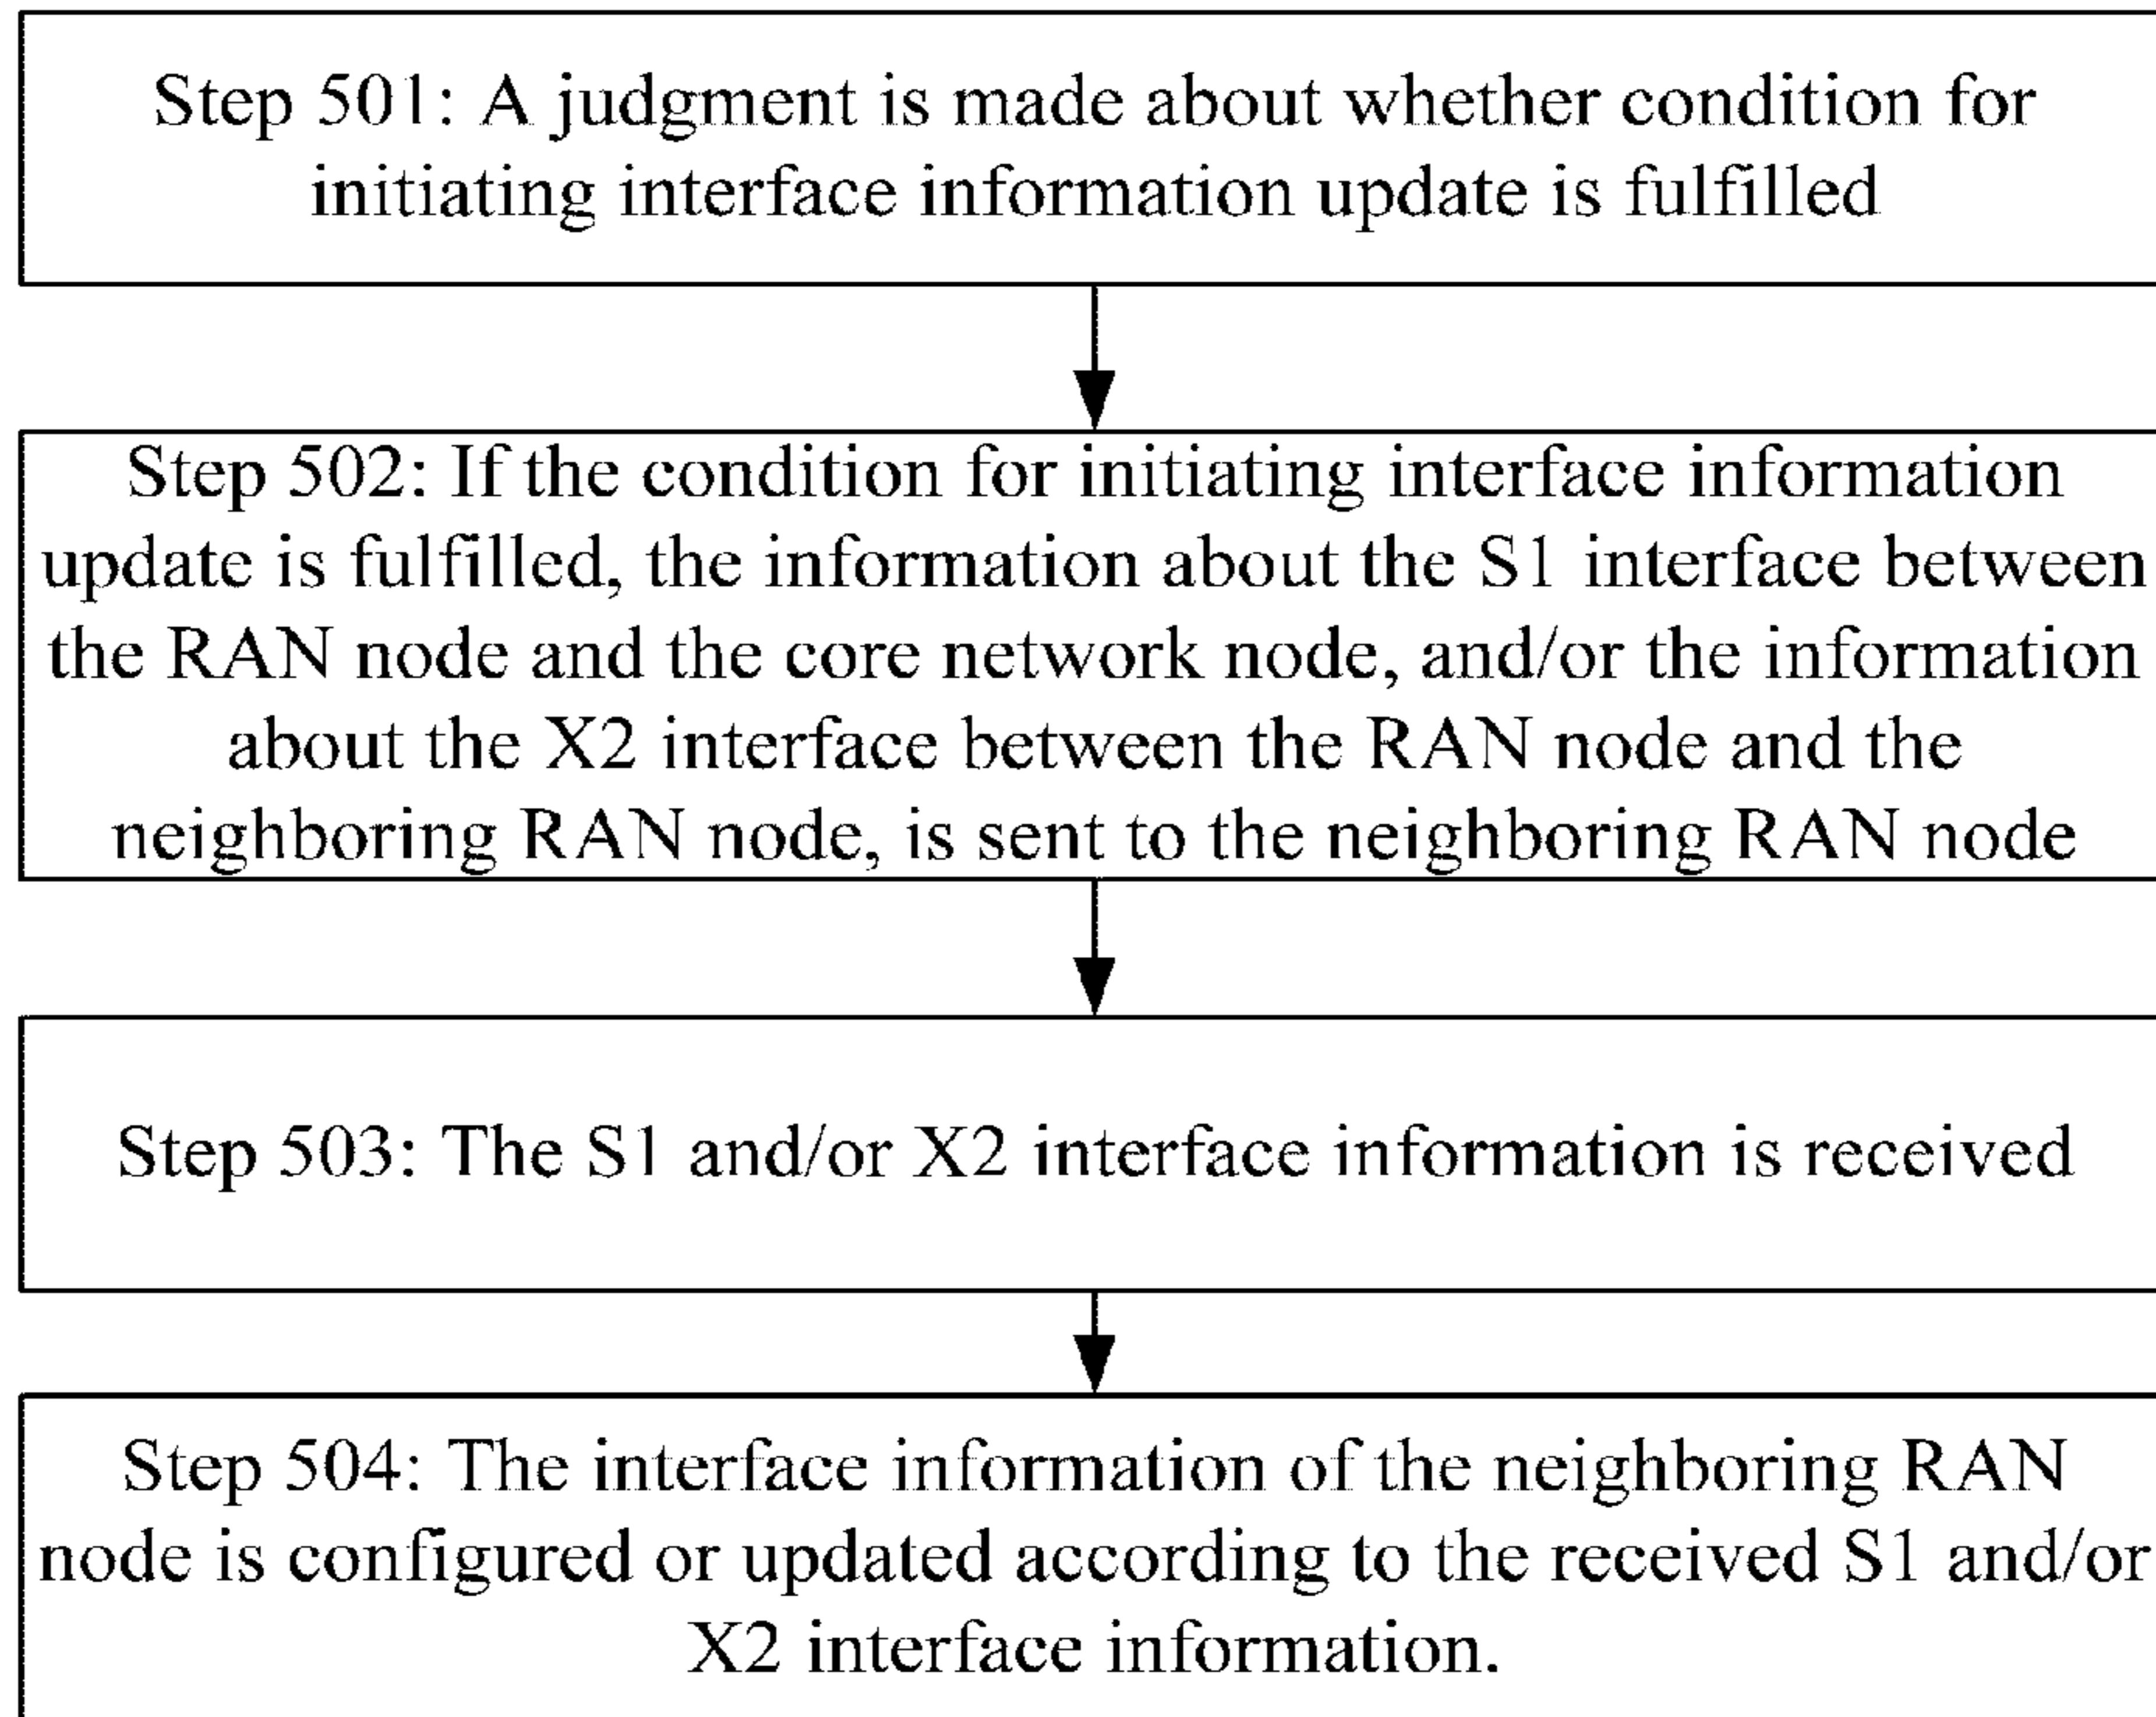 Step 501: A judgment is made about whether condition for
initiating interface information update is fulfilled
Step 502: If the condition for initiating interface information
update is fulfilled, the information about the S1 interface between
the RAN node and the core network node, and/or the information
about the X2 interface between the RAN node and the
neighboring RAN node, is sent to the neighboring RAN node
Step 503: The S1 and/or X2 interface information is received
Step 504: The interface information of the neighboring RAN
node is configured or updated according to the received S1 and/or
X2 interface information.